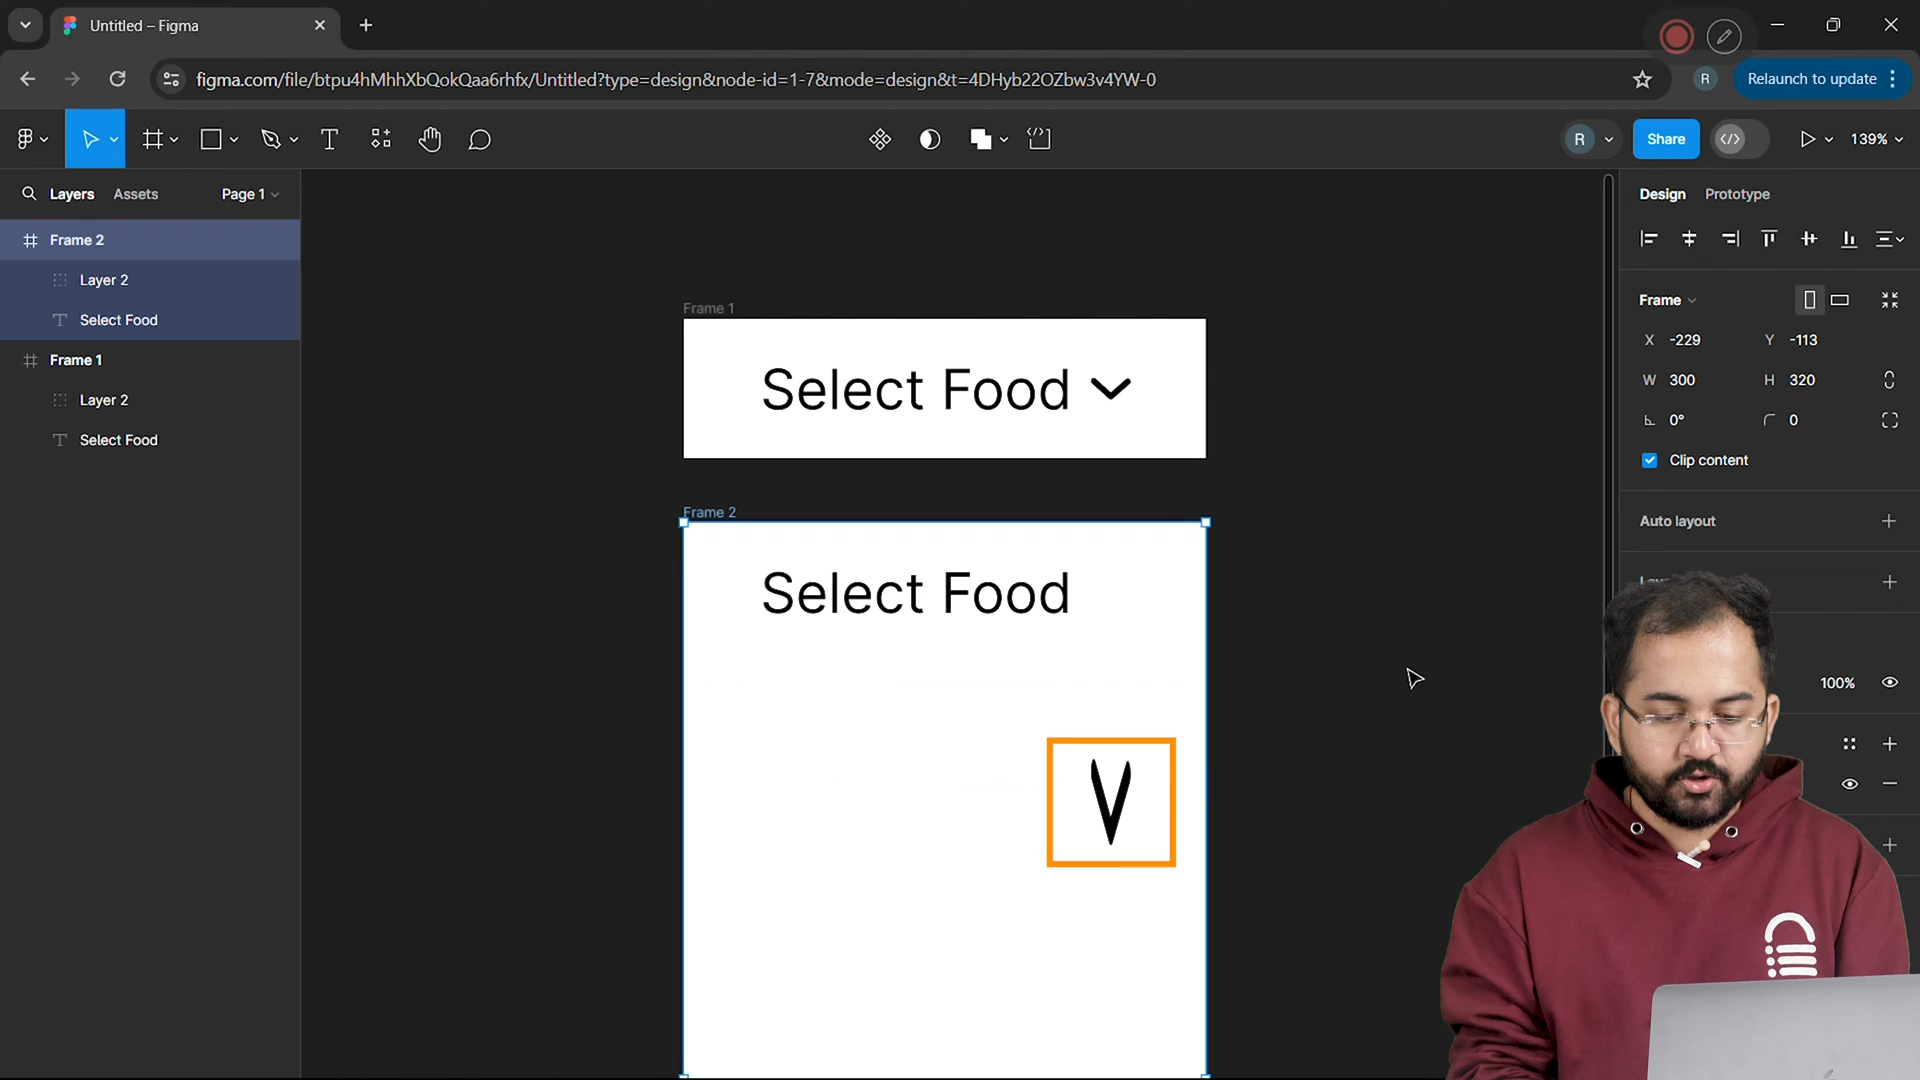 Untitled – Figma
figma.com/file/btpu4hMhhXbQokQaa6rhfx/Untitled?type=design&node-id=1-7&mode=design&t=4DHyb22OZbw3v4YW-0
R
Relaunch to update
R
Share
139%
Layers
Assets
Page 1
Frame 2
Layer 2
Select Food
Frame 1
Layer 2
Select Food
Frame 1
Select Food
Frame 2
Select Food
Design
Prototype
Frame
X -229
Y -113
W 300
H 320
0°
0
Clip content
Auto layout
100%